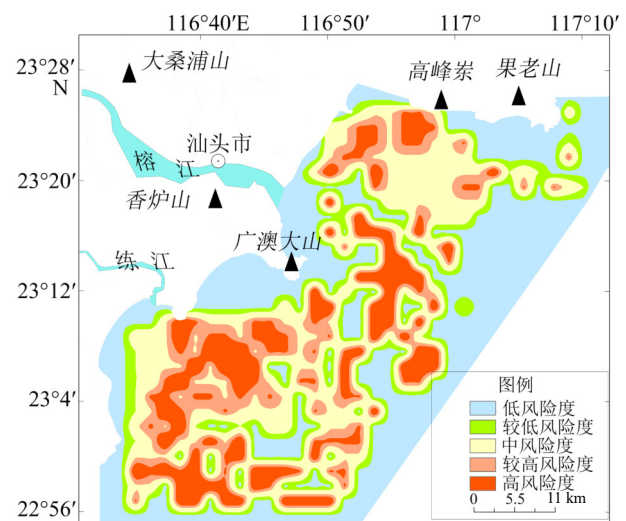 116°40′E 116°50′ 117° 117°10′
23°28′
N
大桑浦山
高峰岽 果老山
汕头市
榕 江
23°20′
香炉山
广澳大山
练 江
23°12′
23°4′
22°56′
图例
低风险度
较低风险度
中风险度
较高风险度
高风险度
0 5.5 11 km